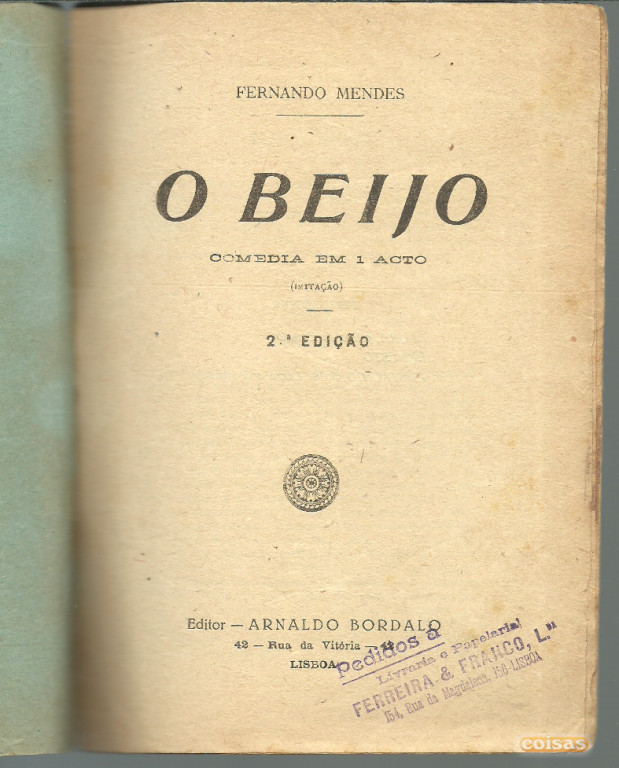 FERNANDO MENDES
O BEIJO
COMEDIA EM 1 ACTO
(IMITAÇÃO)
2.ª EDIÇÃO
Editor — ARNALDO BORDALO
42 — Rua da Vitória —
LISBOA
Pedidos á
Livraria e Papelaria
FERREIRA & FRANCO, L.da
154, Rua da Magdalena, 156-LISBOA
coisas